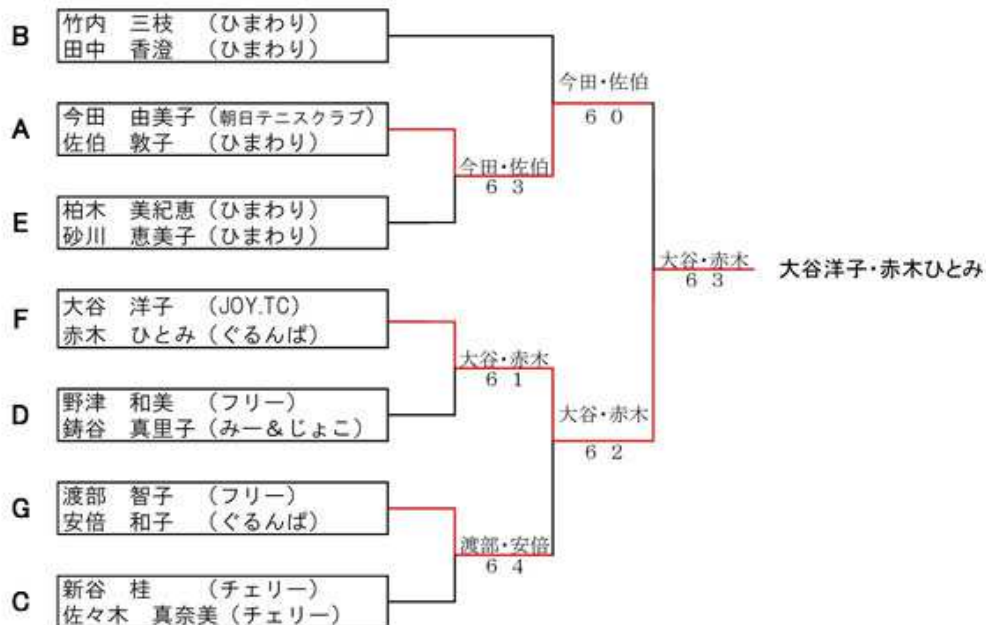 B
竹内 三枝 (ひまわり)
田中 香澄 (ひまわり)
今田・佐伯
6 0
A
今田 由美子 (朝日テニスクラブ)
佐伯 敦子 (ひまわり)
今田・佐伯
6 3
E
柏木 美紀恵 (ひまわり)
砂川 恵美子 (ひまわり)
大谷・赤木
6 3
大谷洋子・赤木ひとみ
F
大谷 洋子 (JOY.TC)
赤木 ひとみ (ぐるんぱ)
大谷・赤木
6 1
D
野津 和美 (フリー)
鋳谷 真里子 (みー&じょこ)
大谷・赤木
6 2
G
渡部 智子 (フリー)
安倍 和子 (ぐるんぱ)
渡部・安倍
6 4
C
新谷 桂 (チェリー)
佐々木 真奈美 (チェリー)